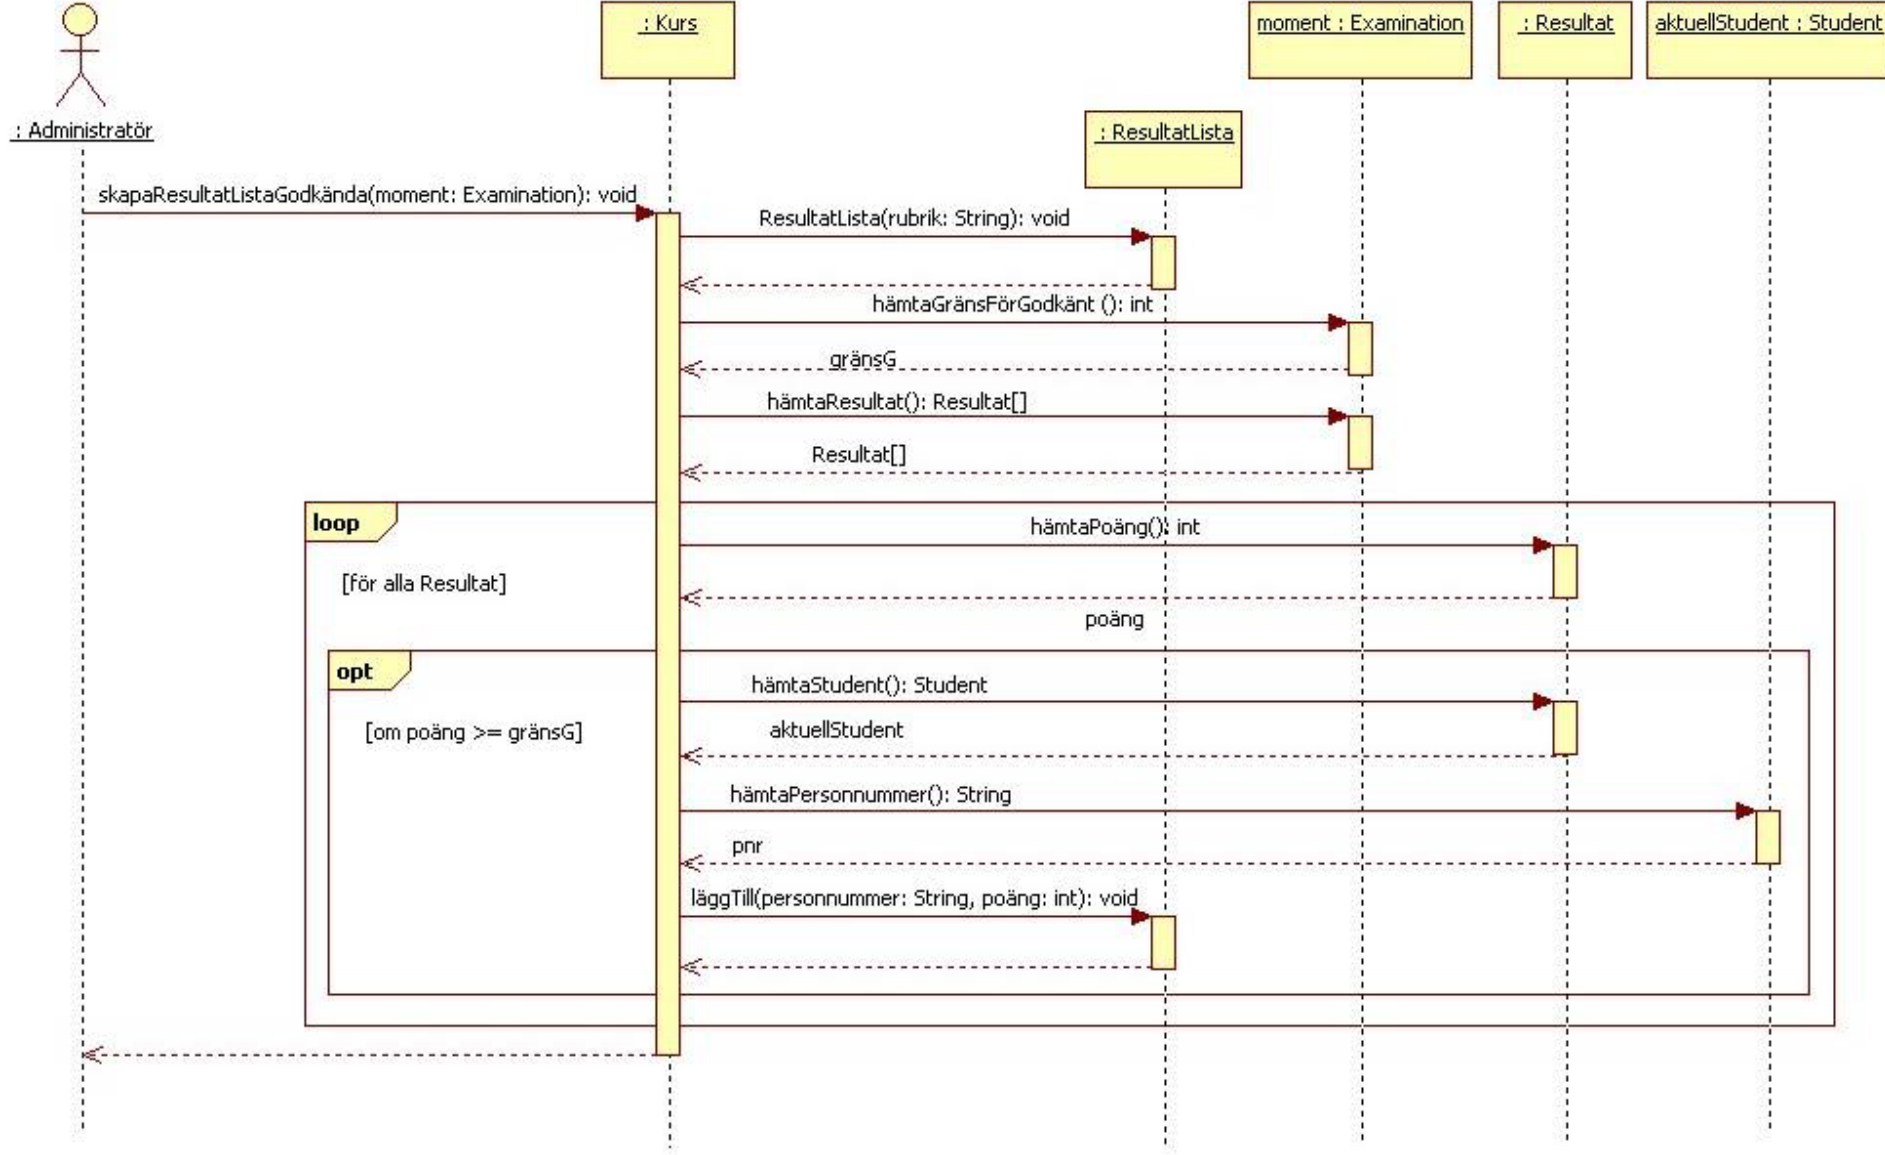 : Kurs
moment : Examination
: Resultat
aktuellStudent : Student
: Administratör
: ResultatLista
skapaResultatListaGodkända(moment: Examination): void
ResultatLista(rubrik: String): void
hämtaGränsFörGodkänt (): int
gränsG
hämtaResultat(): Resultat[]
Resultat[]
loop
hämtaPoäng(): int
[för alla Resultat]
poäng
opt
hämtaStudent(): Student
[om poäng >= gränsG]
aktuellStudent
hämtaPersonnummer(): String
pnr
läggTill(personnummer: String, poäng: int): void